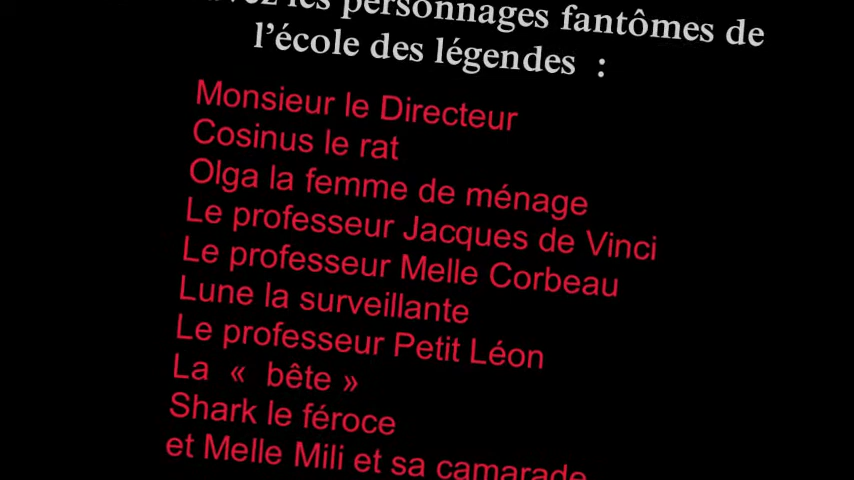 les personnages fantômes de
l'école des légendes :
Monsieur le Directeur
Cosinus le rat
Olga la femme de ménage
Le professeur Jacques de Vinci
Le professeur Melle Corbeau
Lune la surveillante
Le professeur Petit Léon
La « bête »
Shark le féroce
et Melle Mili et sa camarade